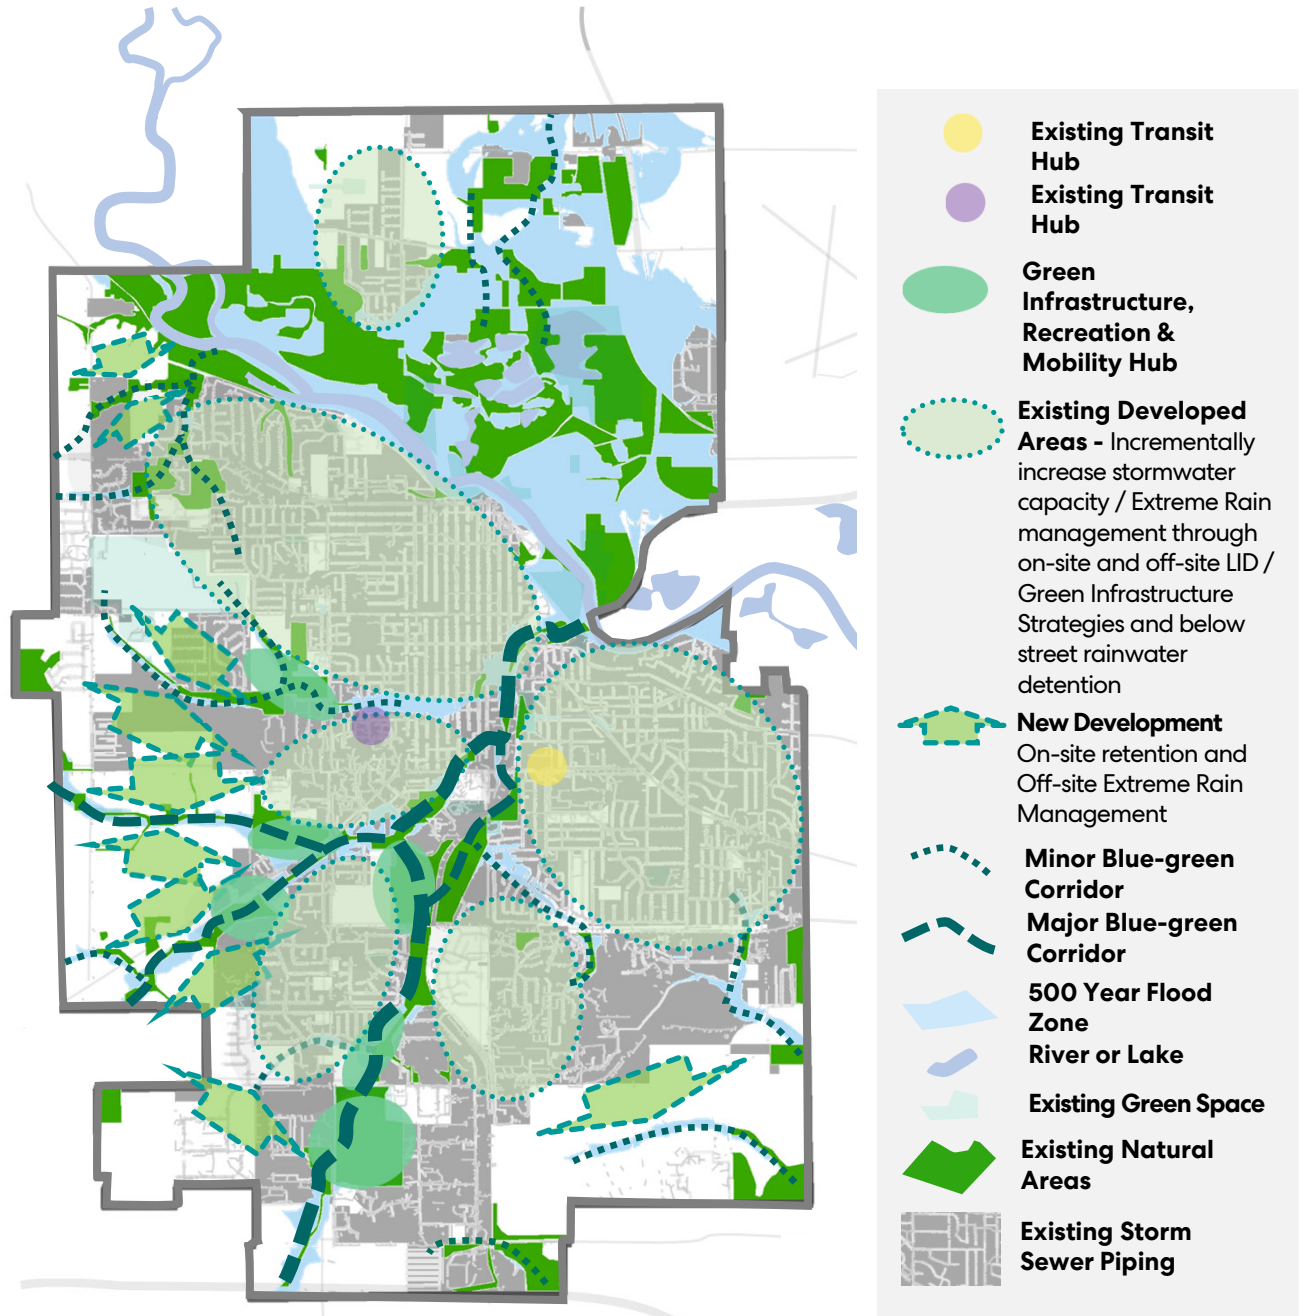 Existing Transit
Hub
Existing Transit
Hub
Green
Infrastructure,
Recreation &
Mobility Hub
Existing Developed
Areas - Incrementally
increase stormwater
capacity / Extreme Rain
management through
on-site and off-site LID /
Green Infrastructure
Strategies and below
street rainwater
detention
New Development
On-site retention and
Off-site Extreme Rain
Management
Minor Blue-green
Corridor
Major Blue-green
Corridor
500 Year Flood
Zone
River or Lake
Existing Green Space
Existing Natural
Areas
Existing Storm
Sewer Piping